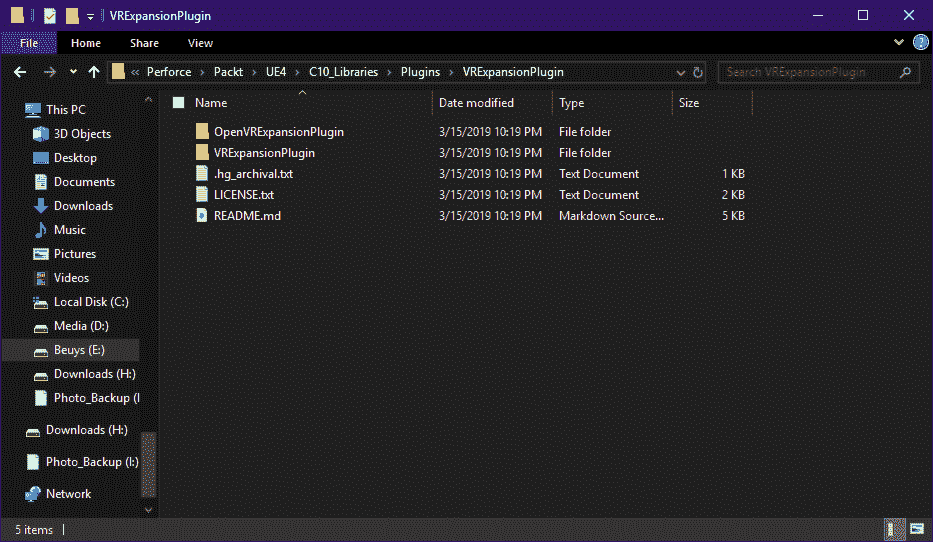 VRExpansionPlugin
File Home Share View
« Perforce Packt UE4 C10_Libraries Plugins VRExpansionPlugin Search VRExpansionPlugin
Name Date modified Type Size
This PC
3D Objects
Desktop
Documents
Downloads
Music
Pictures
Videos
Local Disk (C:)
Media (D:)
Beuys (E:)
Downloads (H:)
Photo_Backup (I
Downloads (H:)
Photo_Backup (I:)
Network
OpenVRExpansionPlugin 3/15/2019 10:19 PM File folder
VRExpansionPlugin 3/15/2019 10:19 PM File folder
.hg_archival.txt 3/15/2019 10:19 PM Text Document 1 KB
LICENSE.txt 3/15/2019 10:19 PM Text Document 2 KB
README.md 3/15/2019 10:19 PM Markdown Source... 5 KB
5 items